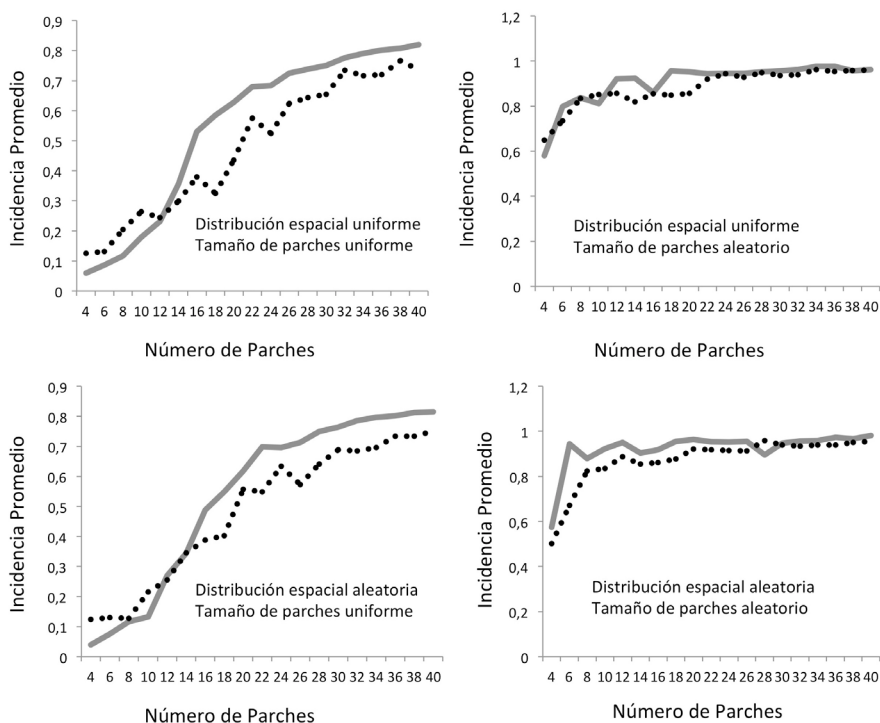 0,9
0,8
0,7
0,6
0,5
0,4
0,3
0,2
0,1
0
Incidencia Promedio
Distribución espacial uniforme
Tamaño de parches uniforme
4 6 8 10 12 14 16 18 20 22 24 26 28 30 32 34 36 38 40
Número de Parches
1,2
1
0,8
0,6
0,4
0,2
0
Incidencia Promedio
Distribución espacial uniforme
Tamaño de parches aleatorio
4 6 8 10 12 14 16 18 20 22 24 26 28 30 32 34 36 38 40
Número de Parches
0,9
0,8
0,7
0,6
0,5
0,4
0,3
0,2
0,1
0
Incidencia Promedio
Distribución espacial aleatoria
Tamaño de parches uniforme
4 6 8 10 12 14 16 18 20 22 24 26 28 30 32 34 36 38 40
Número de Parches
1,2
1
0,8
0,6
0,4
0,2
0
Incidencia Promedio
Distribución espacial aleatoria
Tamaño de parches aleatorio
4 6 8 10 12 14 16 18 20 22 24 26 28 30 32 34 36 38 40
Número de Parches